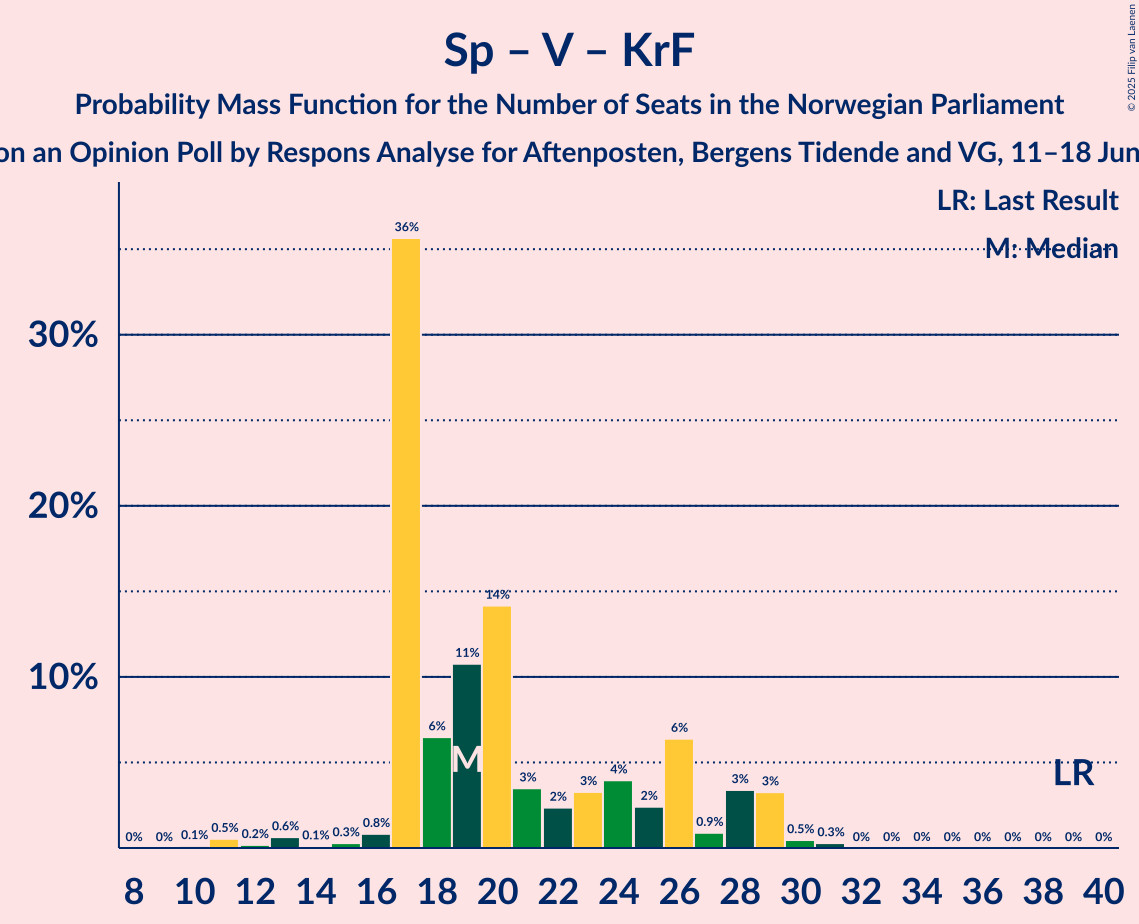 Sp – V – KrF
© 2025 Filip van Laenen
Probability Mass Function for the Number of Seats in the Norwegian Parliament
on an Opinion Poll by Respons Analyse for Aftenposten, Bergens Tidende and VG, 11–18 Jun
LR: Last Result
M: Median
30%
20%
10%
0% 0% 0.1% 0.5% 0.2% 0.6% 0.1% 0.3% 0.8% 36% 6% 11% 14% 3% 2% 3% 4% 2% 6% 0.9% 3% 3% 0.5% 0.3% 0% 0% 0% 0% 0% 0% 0% 0% 0%
M
LR
8 10 12 14 16 18 20 22 24 26 28 30 32 34 36 38 40